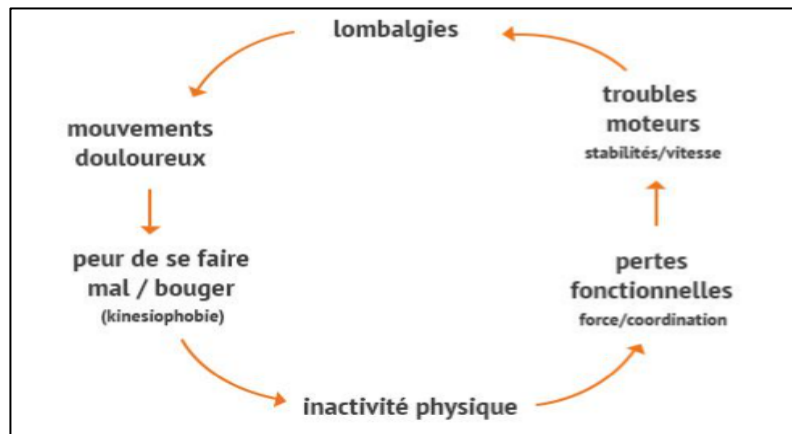 lombalgies
mouvements
douloureux
peur de se faire
mal / bouger
(kinesiophobie)
inactivité physique
pertes
fonctionnelles
force/coordination
troubles
moteurs
stabilités/vitesse